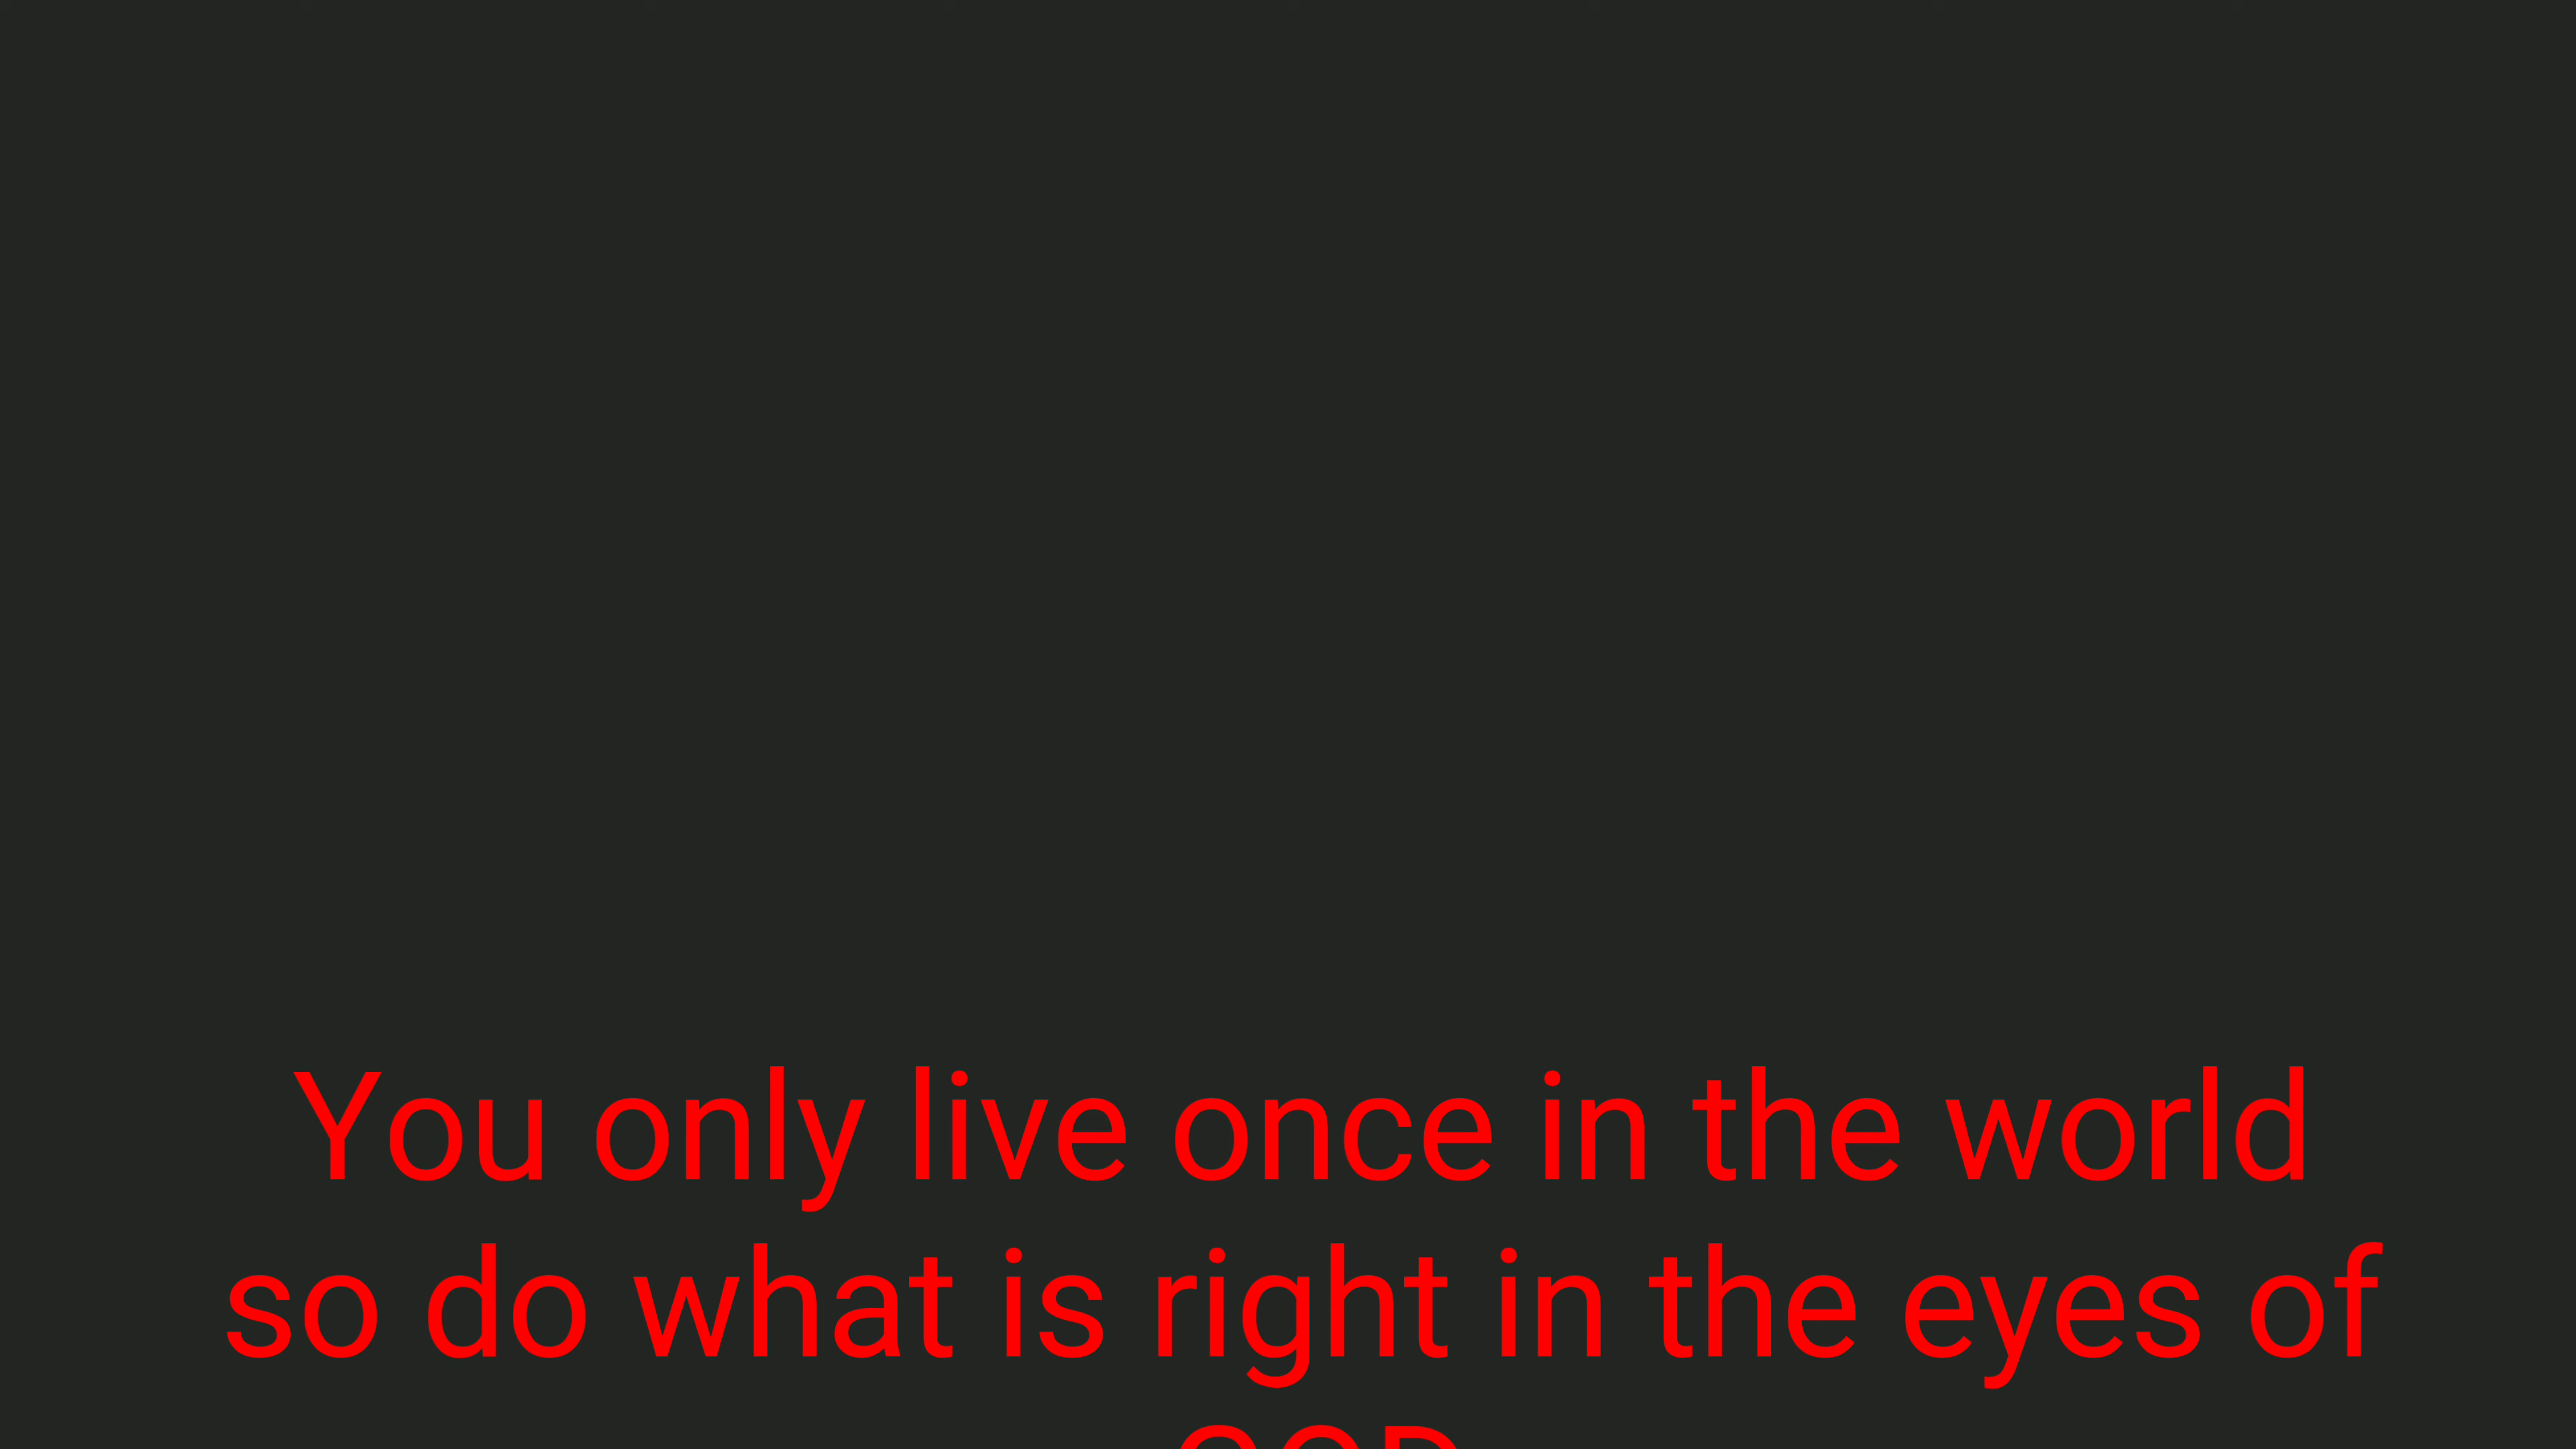 You only live once in the world
so do what is right in the eyes of